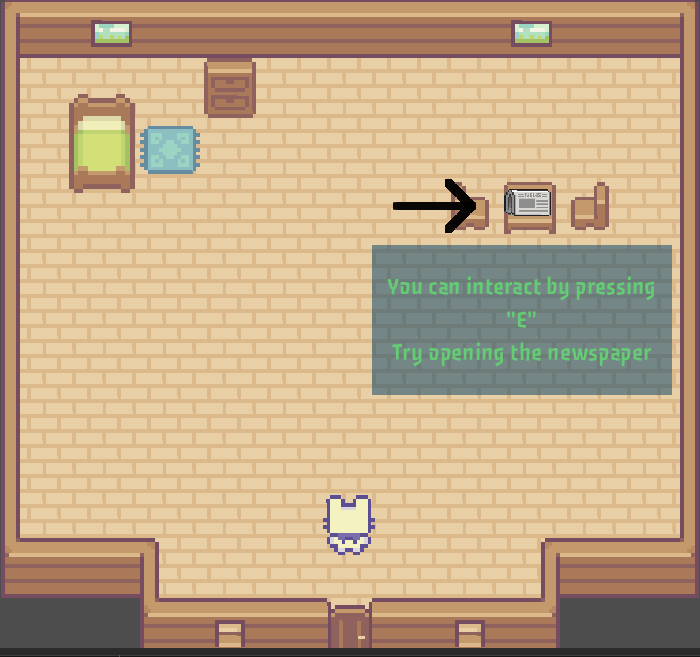 You can interact by pressing
"E"
Try opening the newspaper